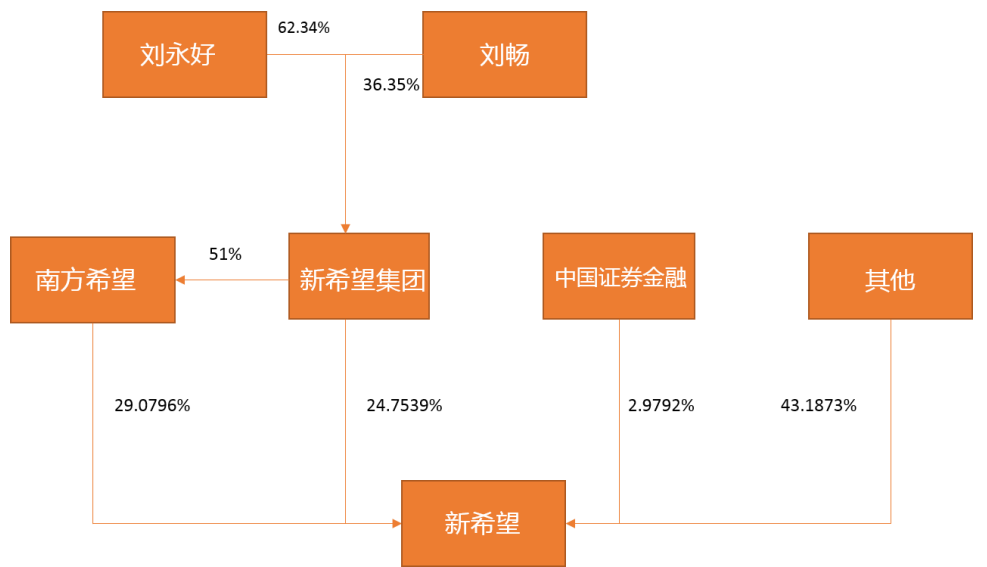 62.34%
刘永好
刘畅
36.35%
51%
南方希望
新希望集团
中国证券金融
其他
29.0796%
24.7539%
2.9792%
43.1873%
新希望